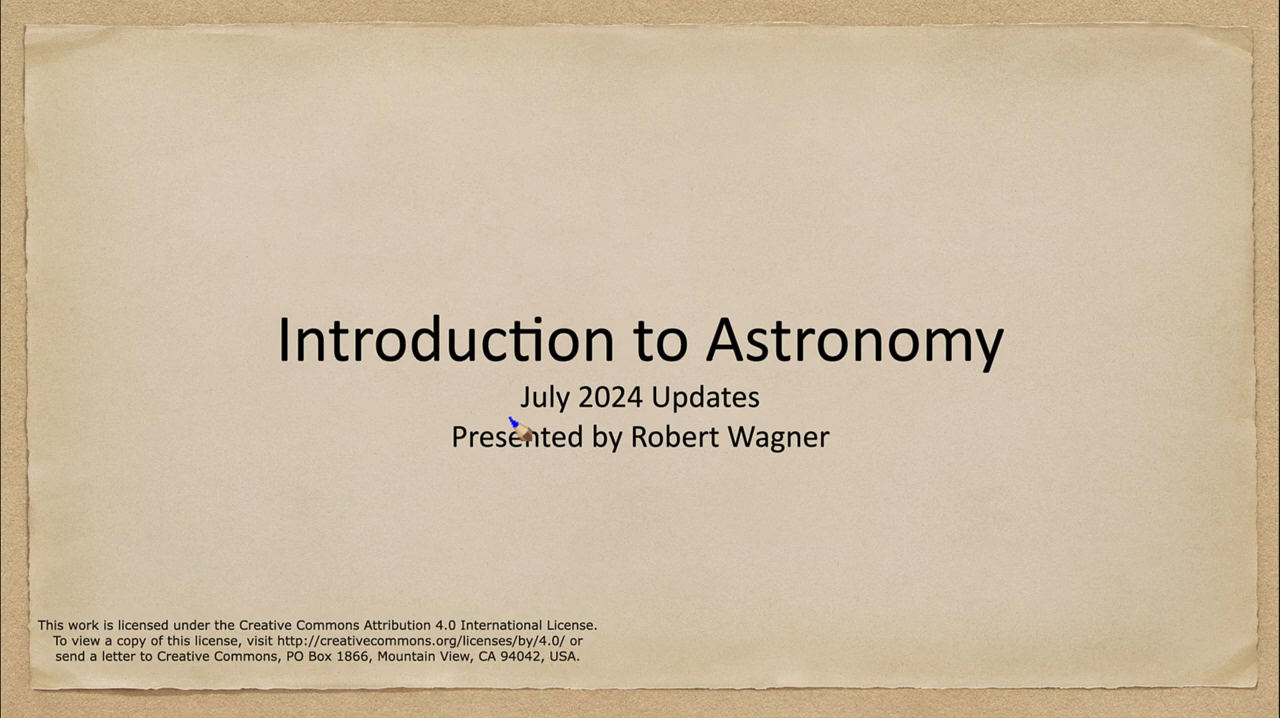 Introduction to Astronomy
July 2024 Updates
Presented by Robert Wagner
This work is licensed under the Creative Commons Attribution 4.0 International License.
To view a copy of this license, visit http://creativecommons.org/licenses/by/4.0/ or
send a letter to Creative Commons, PO Box 1866, Mountain View, CA 94042, USA.